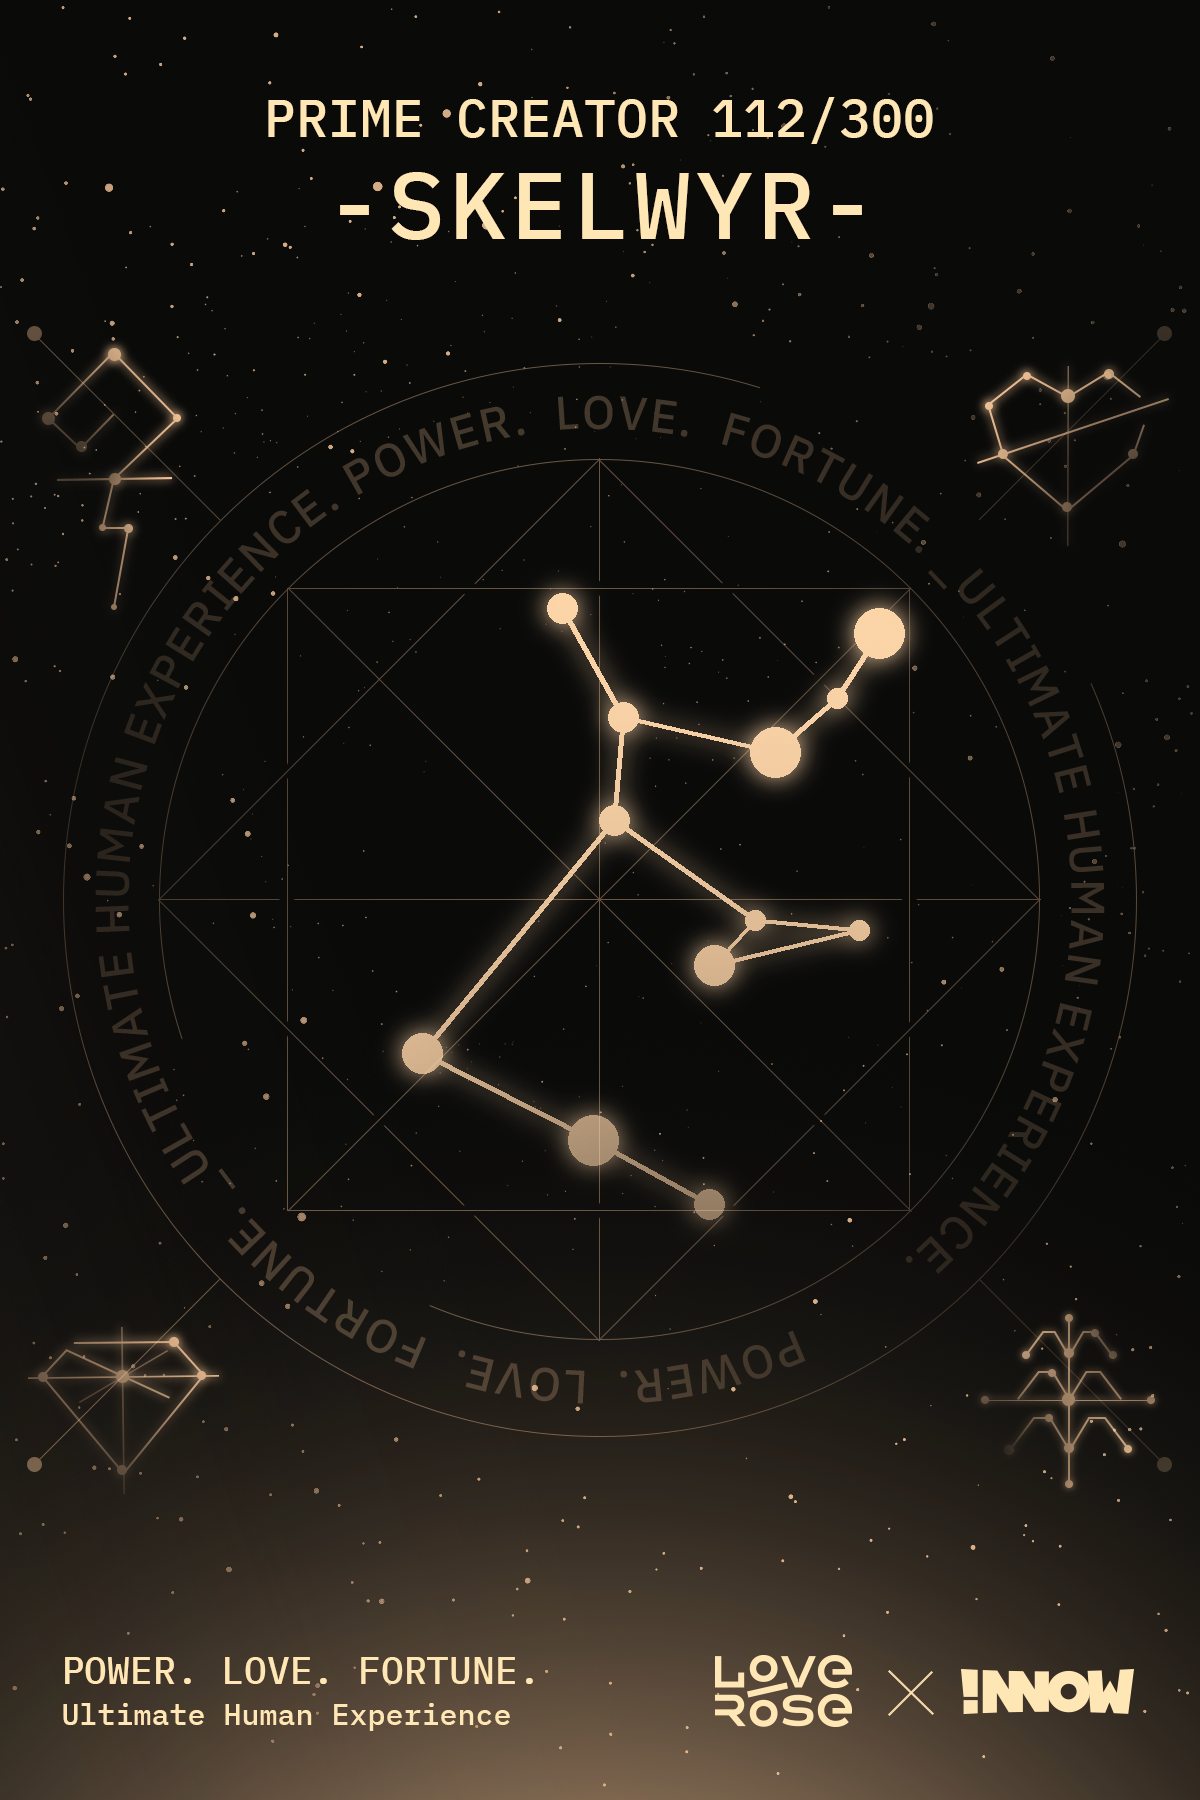 PRIME CREATOR 112/300
-SKELWYR-
POWER. LOVE. FORTUNE. – ULTIMATE HUMAN EXPERIENCE.
POWER. LOVE. FORTUNE. – ULTIMATE HUMAN EXPERIENCE.
POWER. LOVE. FORTUNE.
Ultimate Human Experience
LOVE
ROSE
!NNOW